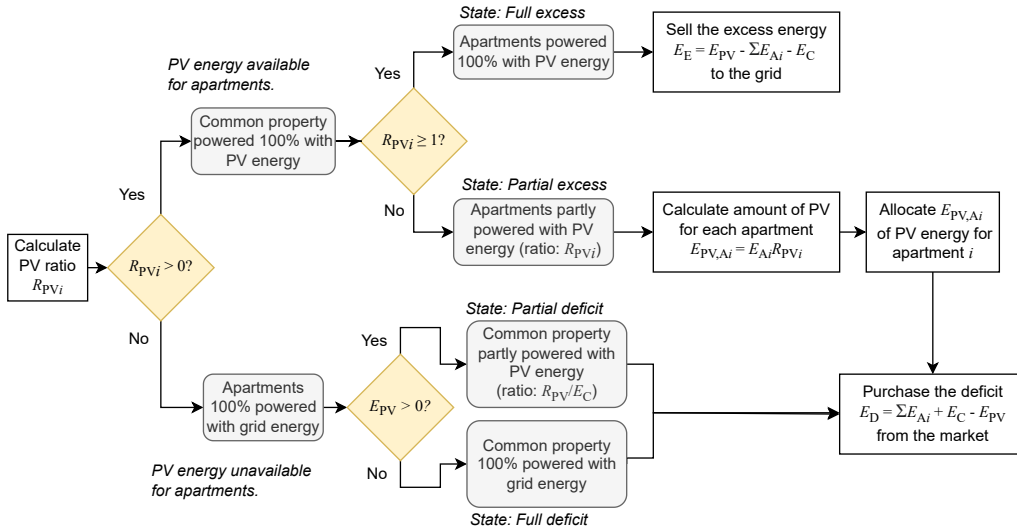 State: Full excess
Apartments powered
100% with PV energy
Sell the excess energy
E_E = E_PV - ΣE_Ai - E_C
to the grid
PV energy available
for apartments.
Yes
Common property
powered 100% with
PV energy
R_PVi ≥ 1?
Yes
No
State: Partial excess
Apartments partly
powered with PV
energy (ratio: R_PVi)
Calculate amount of PV
for each apartment
E_PV,Ai = E_Ai R_PVi
Allocate E_PV,Ai
of PV energy for
apartment i
Calculate
PV ratio
R_PVi
R_PVi > 0?
No
State: Partial deficit
Common property
partly powered with
PV energy
(ratio: R_PV/E_C)
Yes
Apartments
100% powered
with grid energy
E_PV > 0?
No
Purchase the deficit
E_D = ΣE_Ai + E_C - E_PV
from the market
Common property
100% powered with
grid energy
PV energy unavailable
for apartments.
State: Full deficit